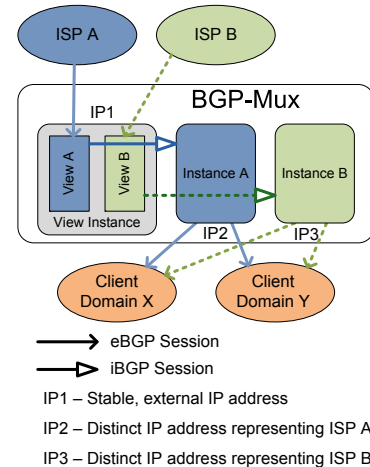 ISP A
ISP B
BGP-Mux
IP1
View A
View B
View Instance
Instance A
Instance B
IP2
IP3
Client
Domain X
Client
Domain Y
eBGP Session
iBGP Session
IP1 – Stable, external IP address
IP2 – Distinct IP address representing ISP A
IP3 – Distinct IP address representing ISP B